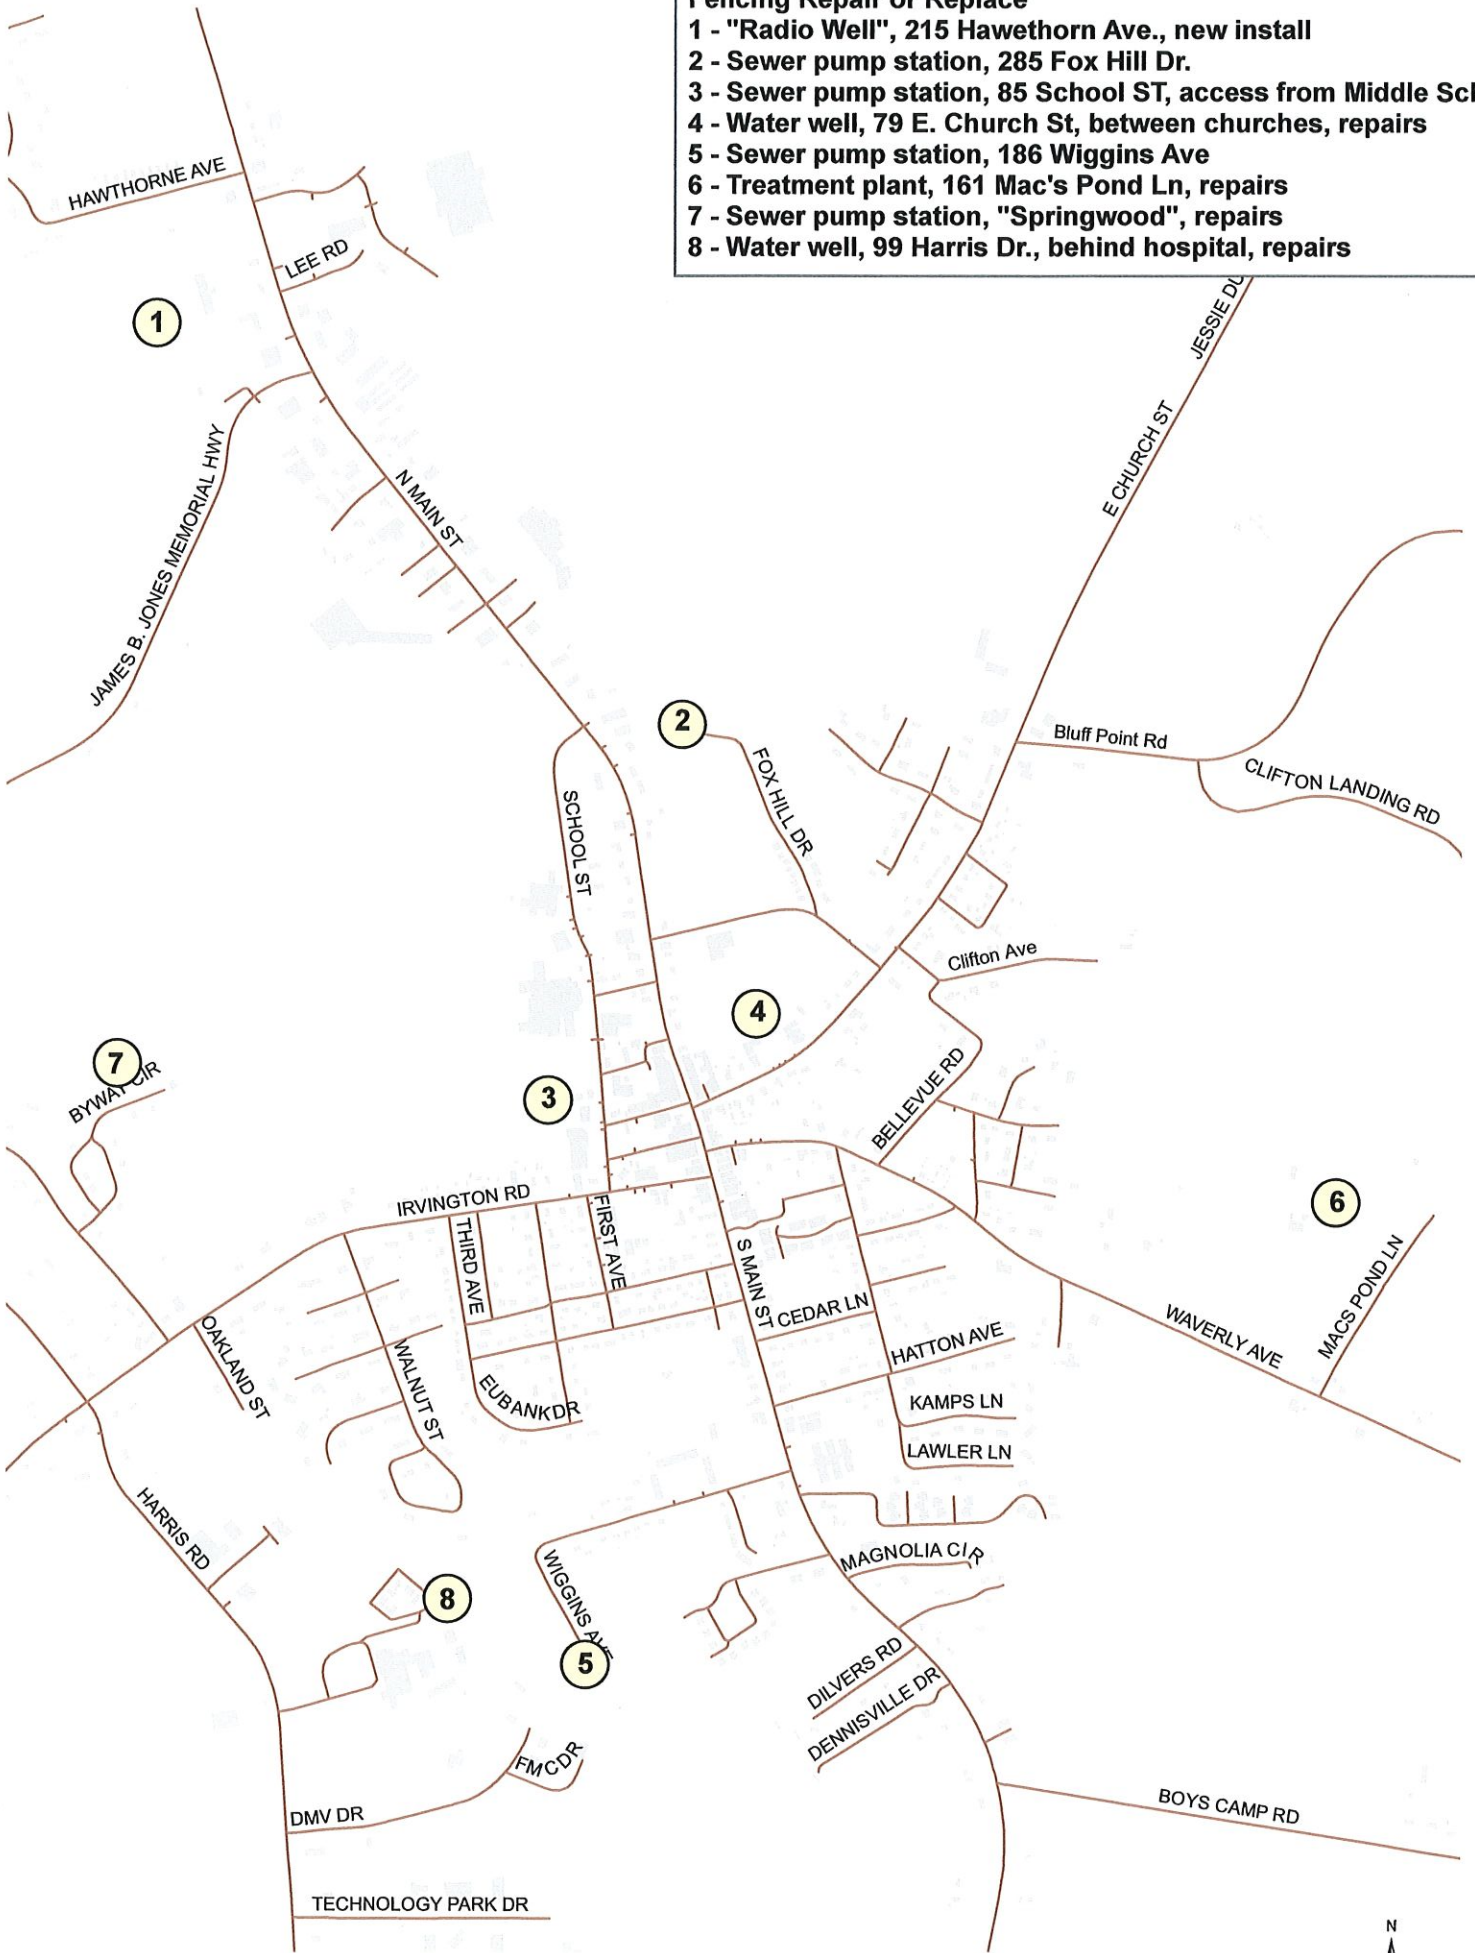 Fencing Repair or Replace
1 - "Radio Well", 215 Hawethorn Ave., new install
2 - Sewer pump station, 285 Fox Hill Dr.
3 - Sewer pump station, 85 School ST, access from Middle
4 - Water well, 79 E. Church St, between churches, repairs
5 - Sewer pump station, 186 Wiggins Ave
6 - Treatment plant, 161 Mac's Pond Ln, repairs
7 - Sewer pump station, "Springwood", repairs
8 - Water well, 99 Harris Dr., behind hospital, repairs
HAWTHORNE AVE
LEE RD
1
JESSIE
E CHURCH ST
JAMES B. JONES MEMORIAL HWY
N MAIN ST
2
Bluff Point Rd
FOX HILL DR
CLIFTON LANDING RD
SCHOOL ST
Clifton Ave
4
7
BYWAY CIR
3
BELLEVUE RD
IRVINGTON RD
6
THIRD AVE
FIRST AVE
S MAIN ST
MACS POND LN
CEDAR LN
WAVERLY AVE
OAKLAND ST
WALNUT ST
HATTON AVE
EUBANK DR
KAMPS LN
LAWLER LN
HARRIS RD
MAGNOLIA CIR
WIGGINS AVE
8
5
DILVERS RD
DENNISVILLE DR
FMC DR
DMV DR
BOYS CAMP RD
TECHNOLOGY PARK DR
N